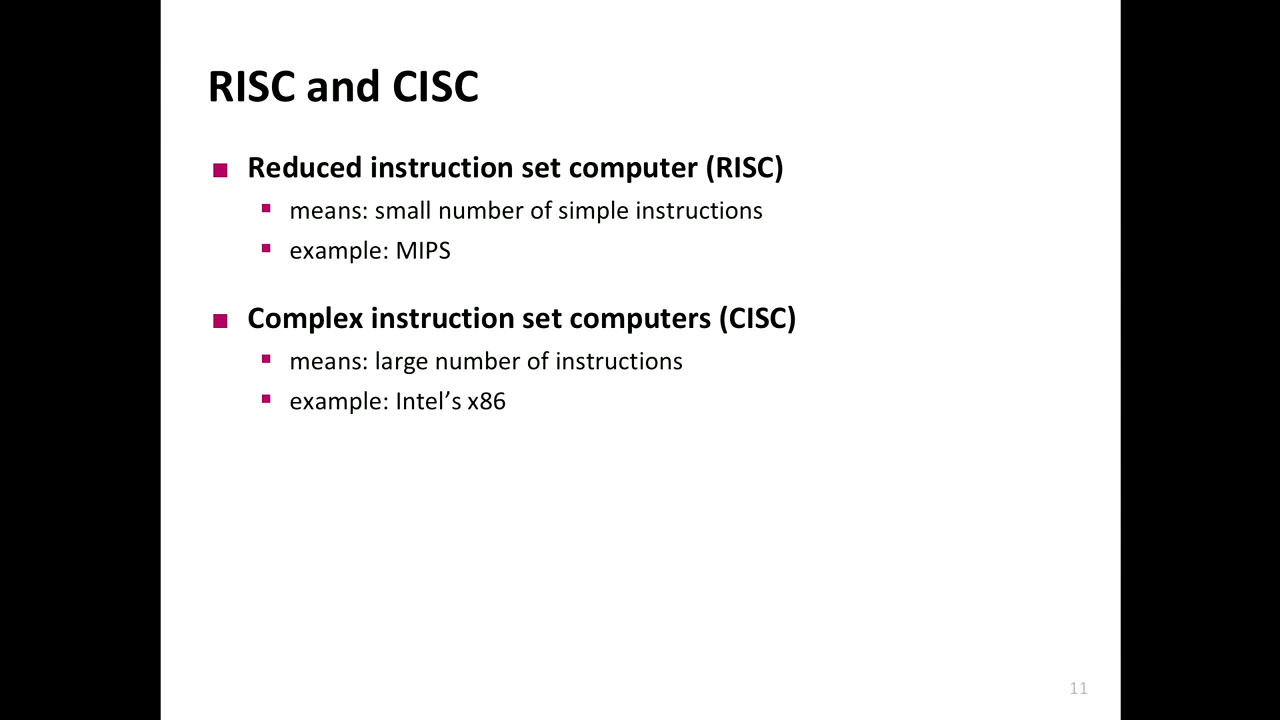 RISC and CISC
Reduced instruction set computer (RISC)
means: small number of simple instructions
example: MIPS
Complex instruction set computers (CISC)
means: large number of instructions
example: Intel’s x86
11